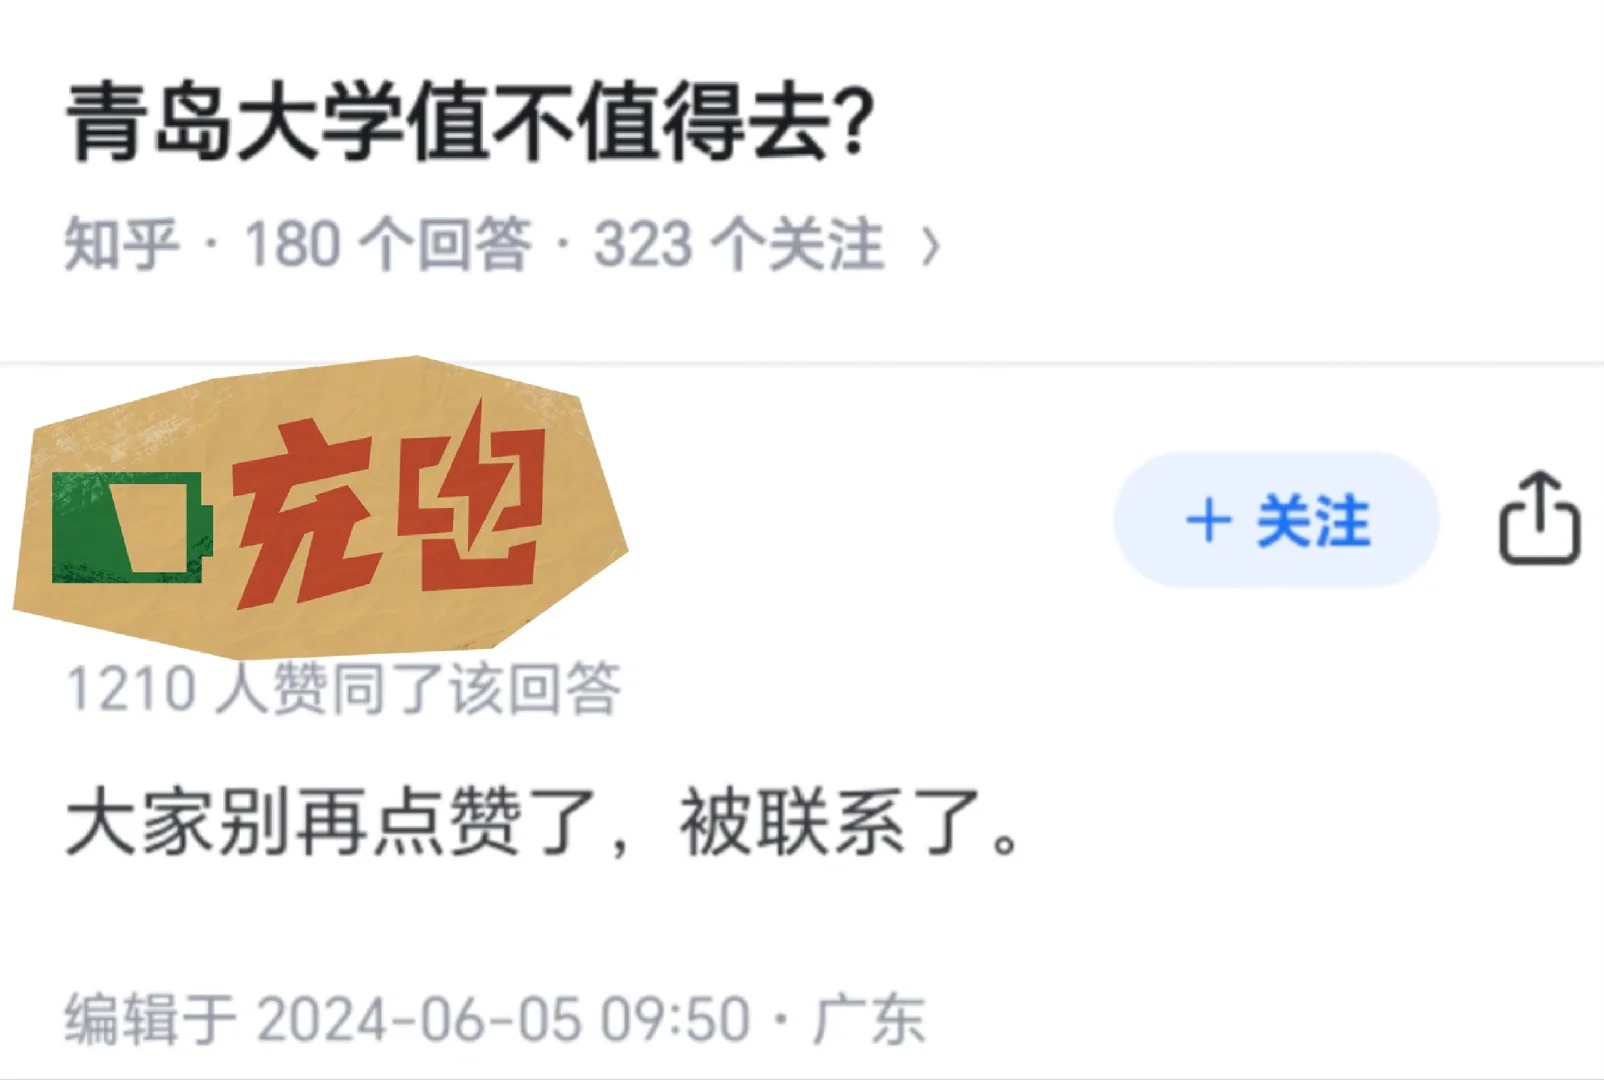 青岛大学值不值得去?
知乎 · 180 个回答 · 323 个关注 >
充电
+ 关注
1210 人赞同了该回答
大家别再点赞了，被联系了。
编辑于 2024-06-05 09:50 · 广东